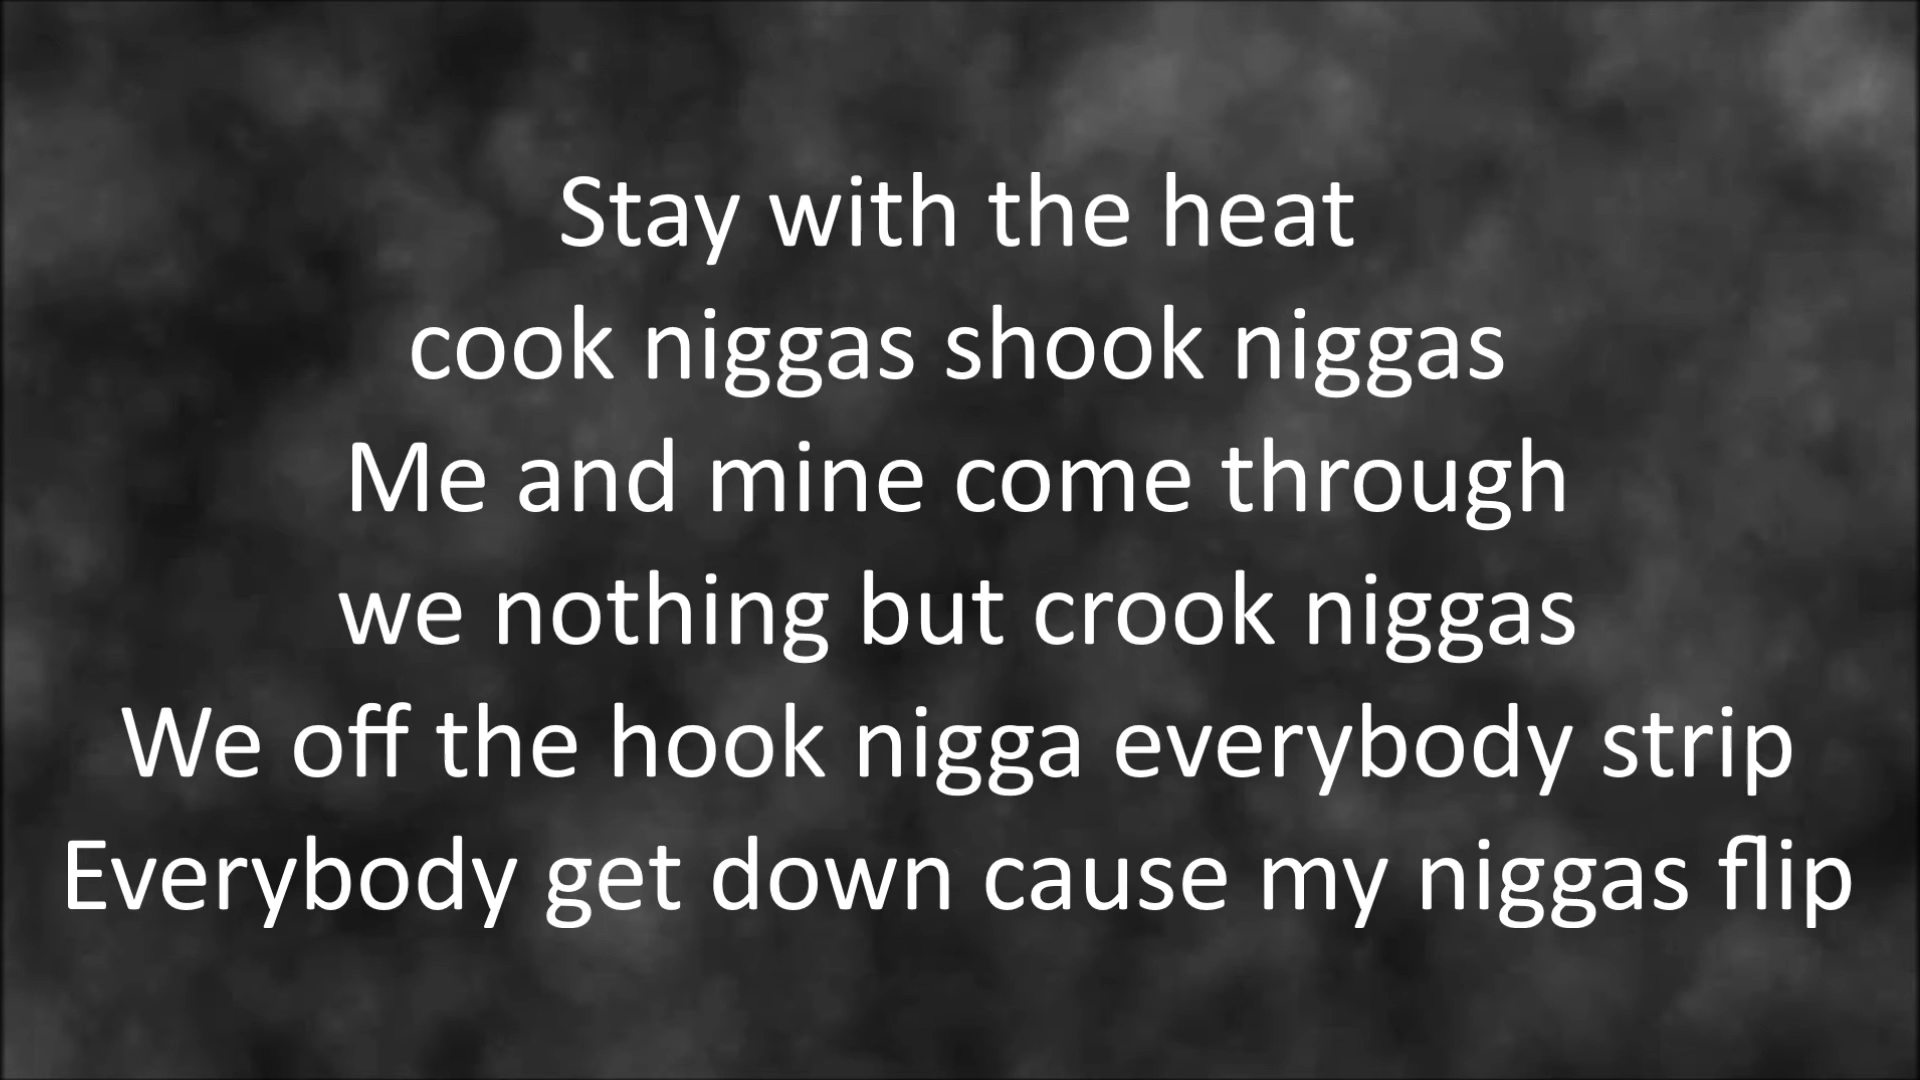 Stay with the heat
cook niggas shook niggas
Me and mine come through
we nothing but crook niggas
We off the hook nigga everybody strip
Everybody get down cause my niggas flip